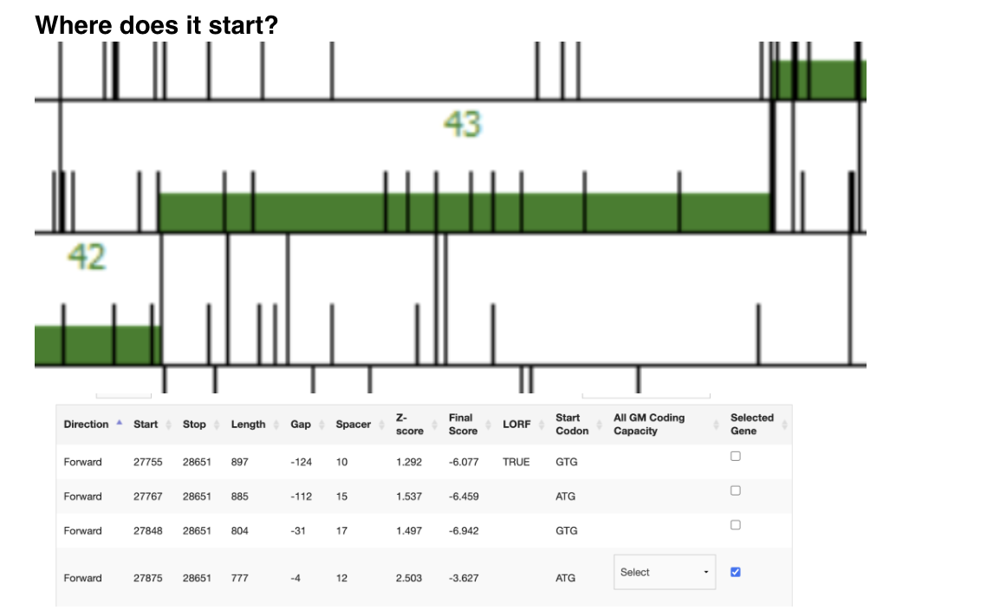 Where does it start?
43
42
Direction Start Stop Length Gap Spacer Z-score Final Score LORF Start Codon All GM Coding Capacity Selected Gene
Forward 27755 28651 897 -124 10 1.292 -6.077 TRUE GTG
Forward 27767 28651 885 -112 15 1.537 -6.459 ATG
Forward 27848 28651 804 -31 17 1.497 -6.942 GTG
Forward 27875 28651 777 -4 12 2.503 -3.627 ATG Select